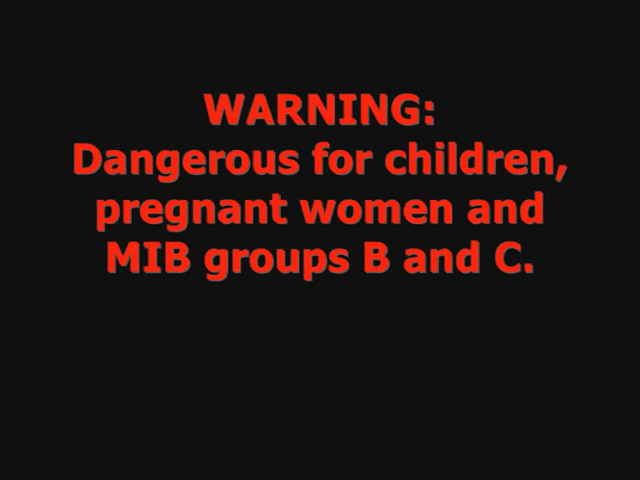 WARNING:
Dangerous for children,
pregnant women and
MIB groups B and C.